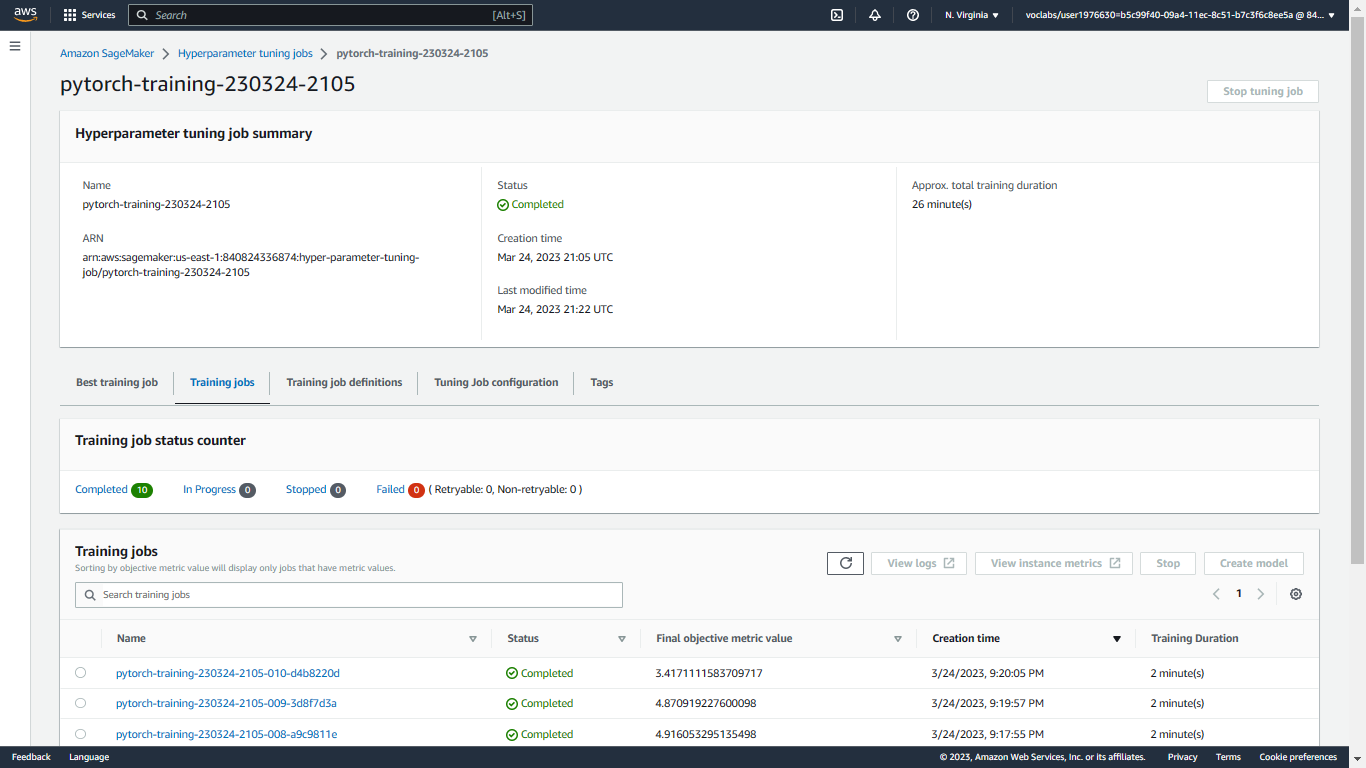 aws Services Search [Alt+S] N. Virginia voclabs/user1976630=b5c99f40-09a4-11ec-8c51-b7c3f6c8ee5a @ 84...
Amazon SageMaker Hyperparameter tuning jobs pytorch-training-230324-2105
pytorch-training-230324-2105
Stop tuning job
Hyperparameter tuning job summary
Name
pytorch-training-230324-2105
ARN
arn:aws:sagemaker:us-east-1:840824336874:hyper-parameter-tuning-
job/pytorch-training-230324-2105
Status
Completed
Creation time
Mar 24, 2023 21:05 UTC
Last modified time
Mar 24, 2023 21:22 UTC
Approx. total training duration
26 minute(s)
Best training job Training jobs Training job definitions Tuning Job configuration Tags
Training job status counter
Completed 10 In Progress 0 Stopped 0 Failed 0 ( Retryable: 0, Non-retryable: 0 )
Training jobs
Sorting by objective metric value will display only jobs that have metric values.
View logs View instance metrics Stop Create model
Search training jobs
1
Name Status Final objective metric value Creation time Training Duration
pytorch-training-230324-2105-010-d4b8220d Completed 3.4171111583709717 3/24/2023, 9:20:05 PM 2 minute(s)
pytorch-training-230324-2105-009-3d8f7d3a Completed 4.870919227600098 3/24/2023, 9:19:57 PM 2 minute(s)
pytorch-training-230324-2105-008-a9c9811e Completed 4.916053295135498 3/24/2023, 9:17:55 PM 2 minute(s)
Feedback Language © 2023, Amazon Web Services, Inc. or its affiliates. Privacy Terms Cookie preferences